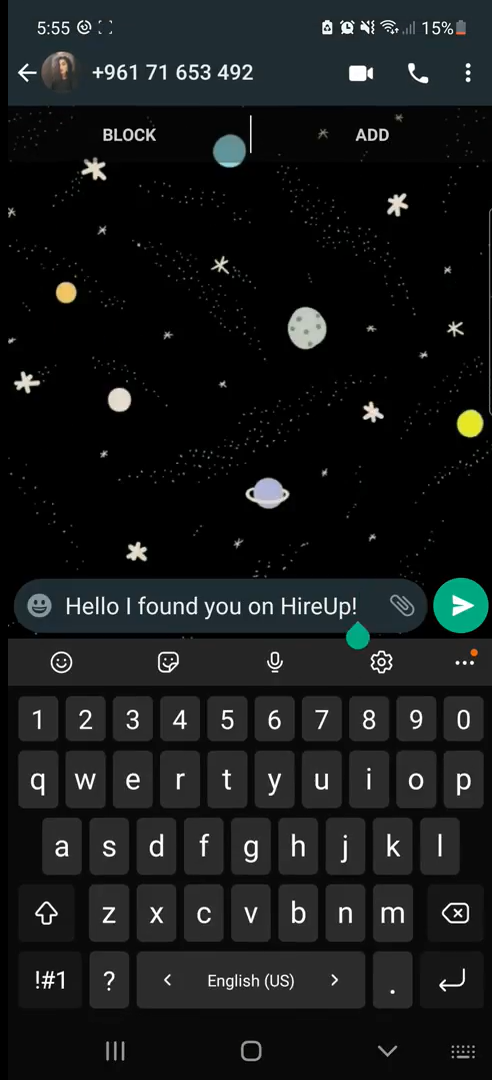 5:55 15%
+961 71 653 492
BLOCK ADD
Hello I found you on HireUp!
1 2 3 4 5 6 7 8 9 0
q w e r t y u i o p
a s d f g h j k l
z x c v b n m
!#1 ? < English (US) > .